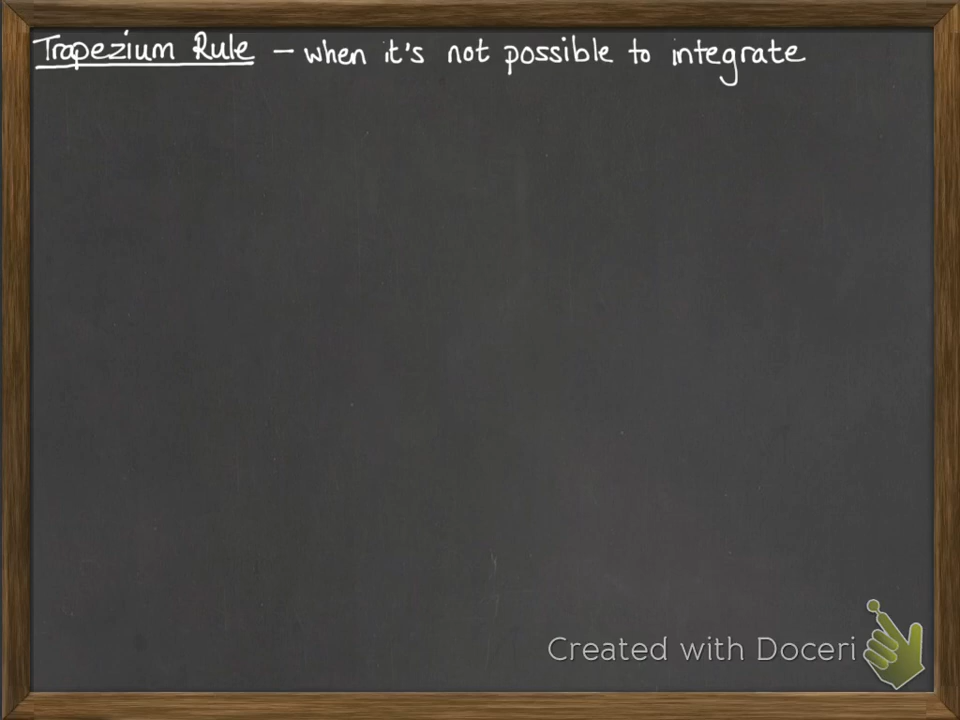 Trapezium Rule – when it's not possible to integrate
Created with Doceri